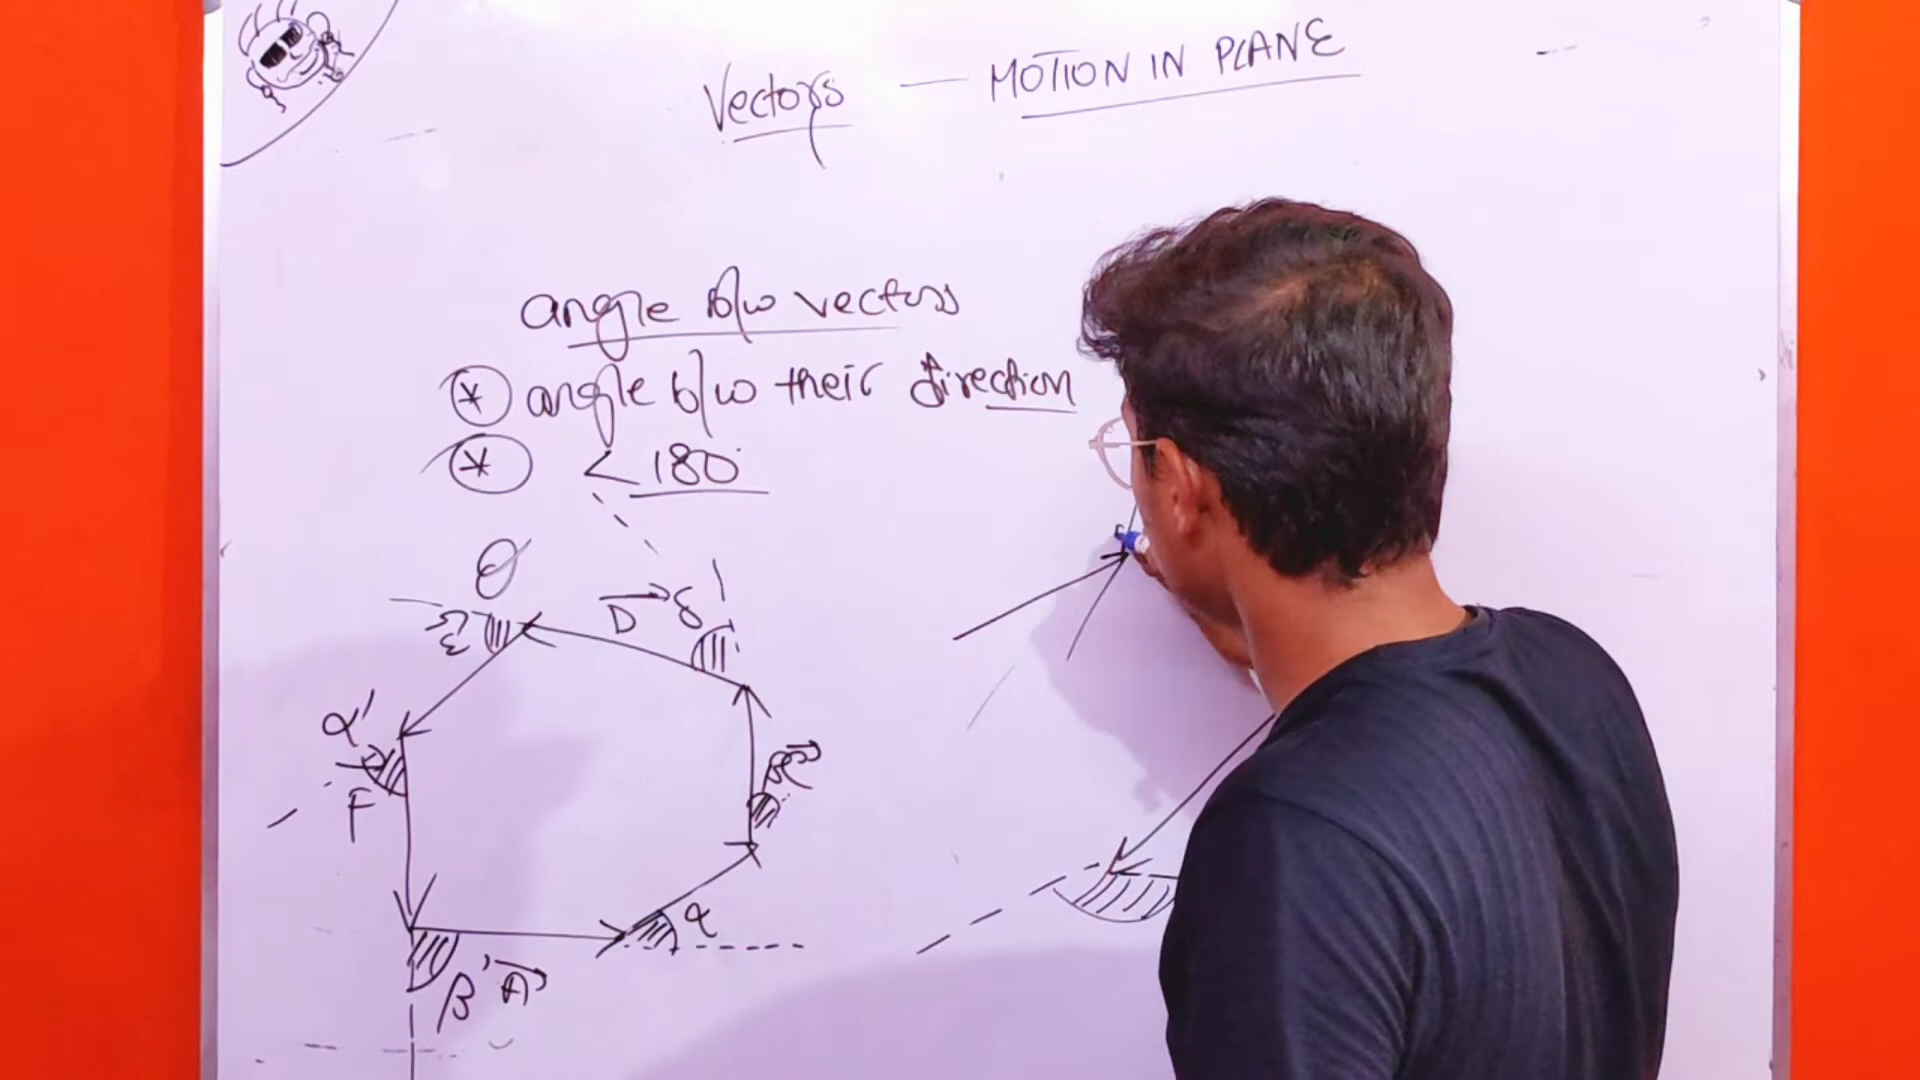 Vectors — MOTION IN PLANE
angle b/w vectors
* angle b/w their direction
* < 180°
θ
D δ
ε
α'
F
α
β' A